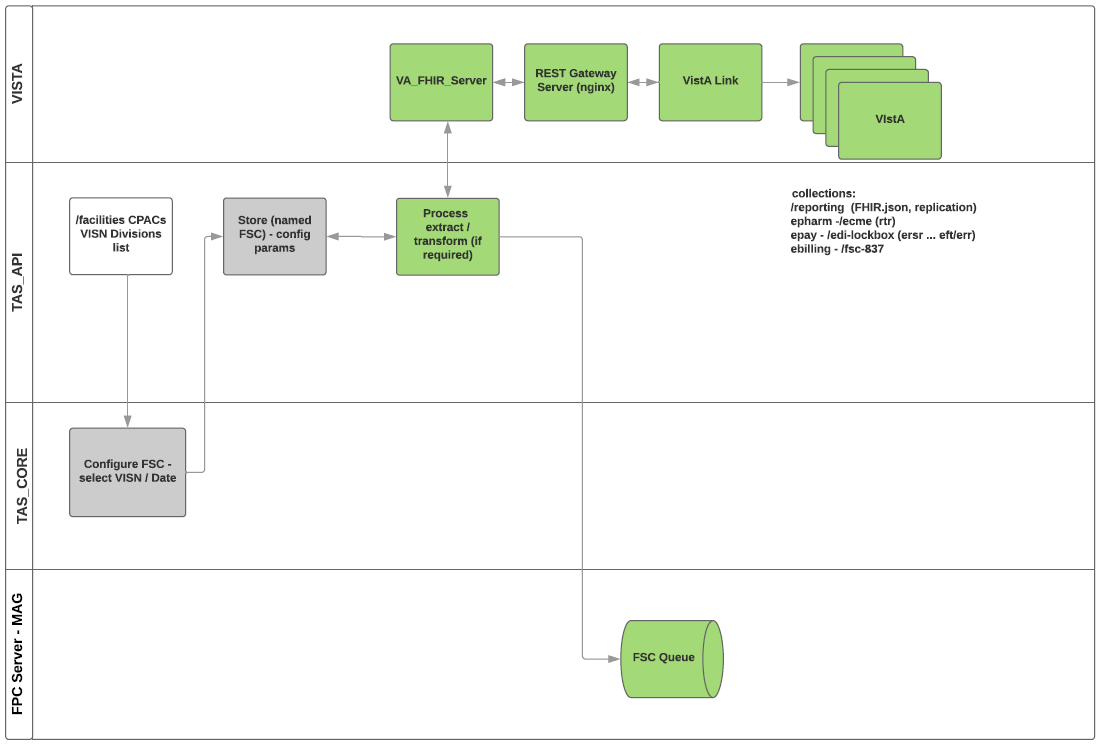 VISTA
VA_FHIR_Server
REST Gateway
Server (nginx)
VistA Link
VIstA
TAS_API
/facilities CPACs
VISN Divisions
list
Store (named
FSC) - config
params
Process
extract /
transform (if
required)
collections:
/reporting  (FHIR.json, replication)
epharm -/ecme (rtr)
epay - /edi-lockbox (ersr ... eft/err)
ebilling - /fsc-837
TAS_CORE
Configure FSC -
select VISN / Date
FPC Server - MAG
FSC Queue